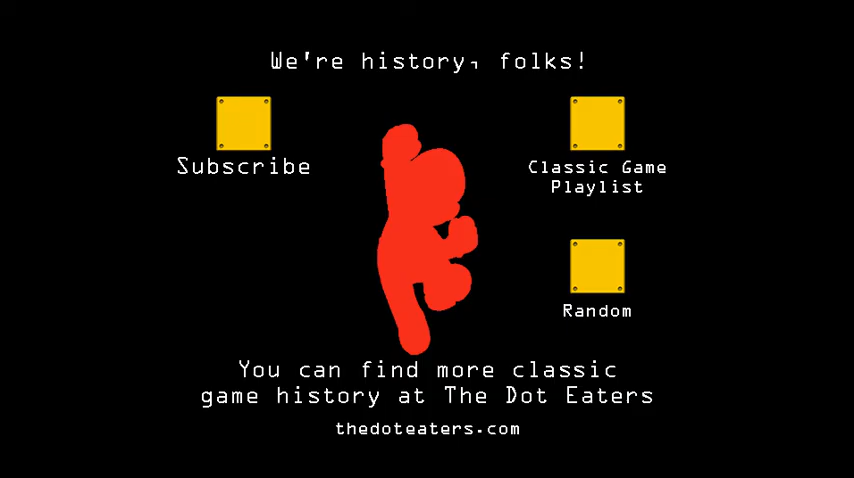 We're history, folks!
Subscribe
Classic Game
Playlist
Random
You can find more classic
game history at The Dot Eaters
thedoteaters.com